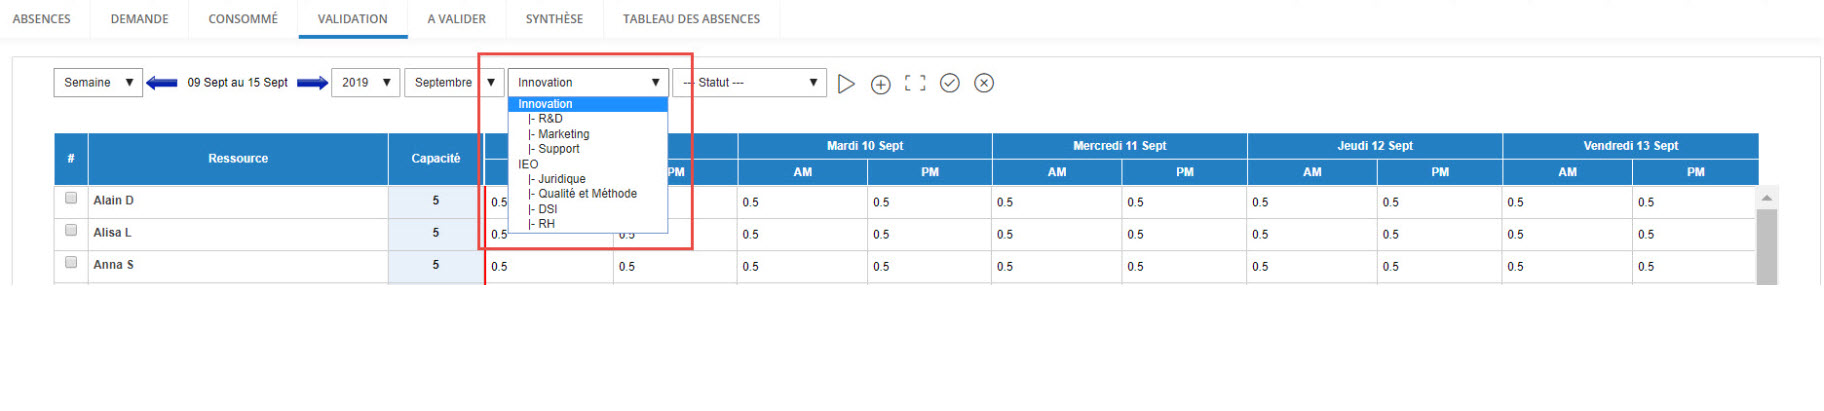 ABSENCES DEMANDE CONSOMMÉ VALIDATION A VALIDER SYNTHÈSE TABLEAU DES ABSENCES
Semaine 09 Sept au 15 Sept 2019 Septembre Innovation --- Statut ---
Innovation
|- R&D
|- Marketing
|- Support
IEO
|- Juridique
|- Qualité et Méthode
|- DSI
|- RH
# Ressource Capacité Mardi 10 Sept Mercredi 11 Sept Jeudi 12 Sept Vendredi 13 Sept
PM AM PM AM PM AM PM AM PM
Alain D 5 0.5 0.5 0.5 0.5 0.5 0.5 0.5 0.5 0.5
Alisa L 5 0.5 0.5 0.5 0.5 0.5 0.5 0.5 0.5 0.5 0.5
Anna S 5 0.5 0.5 0.5 0.5 0.5 0.5 0.5 0.5 0.5 0.5